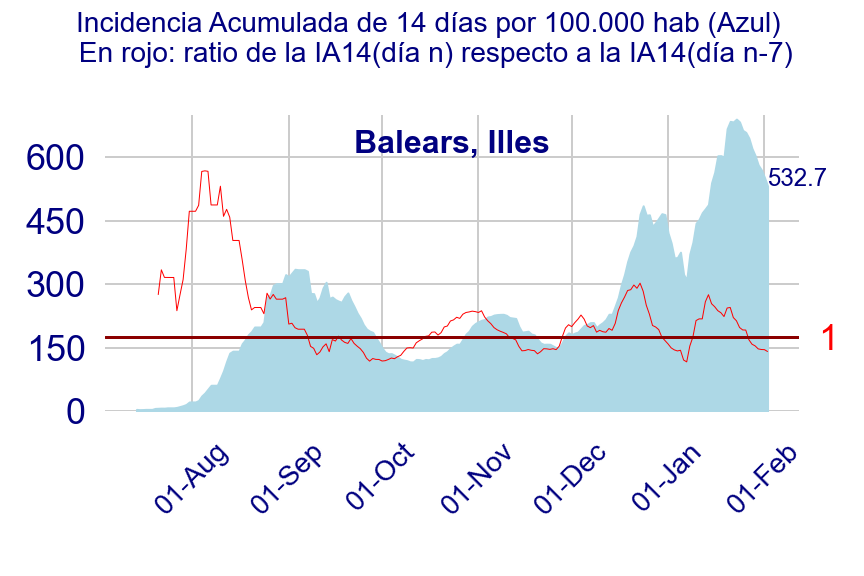 Incidencia Acumulada de 14 días por 100.000 hab (Azul)
En rojo: ratio de la IA14(día n) respecto a la IA14(día n-7)
Balears, Illes
600
532.7
450
300
1
150
0
01-Aug
01-Sep
01-Oct
01-Nov
01-Dec
01-Jan
01-Feb